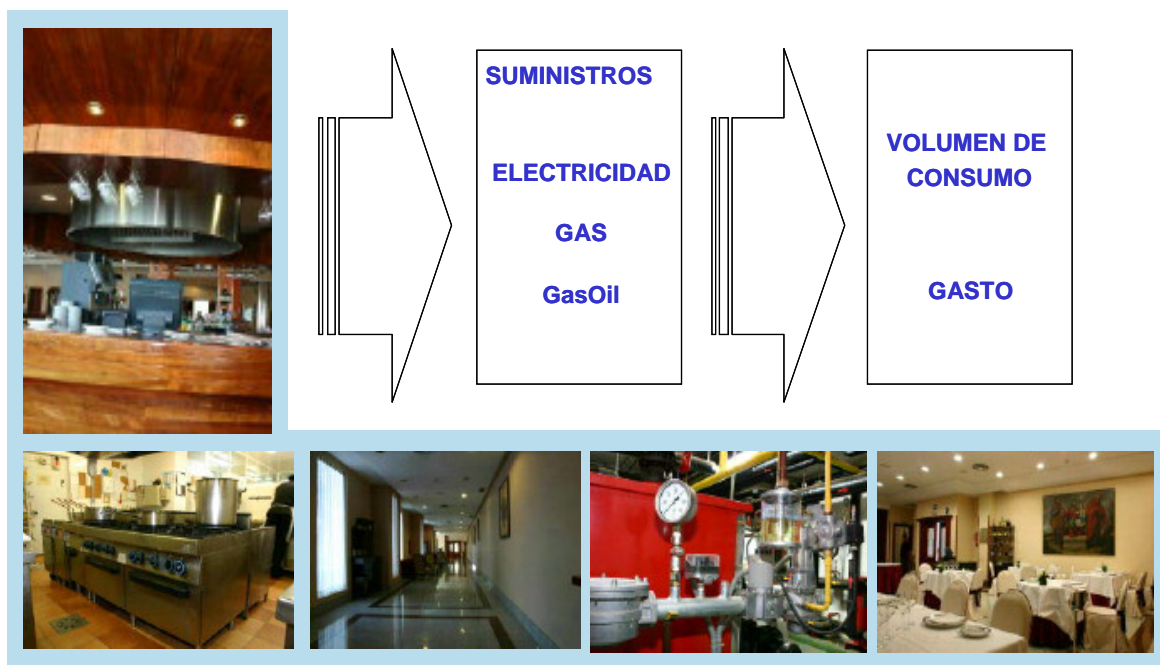 SUMINISTROS
ELECTRICIDAD
GAS
GasOil
VOLUMEN DE
CONSUMO
GASTO